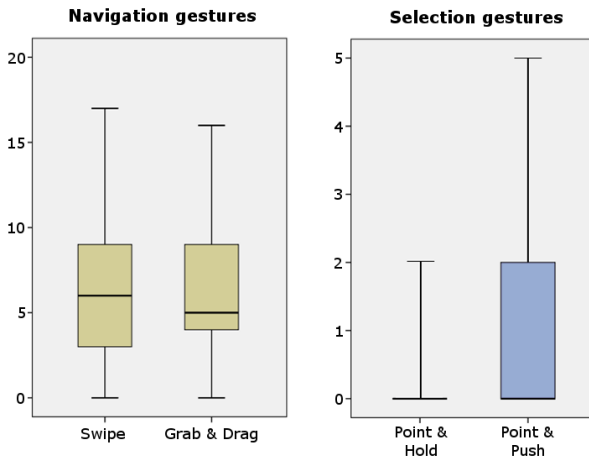 Navigation gestures
20
15
10
5
0
Swipe
Grab & Drag
Selection gestures
5
4
3
2
1
0
Point &
Hold
Point &
Push